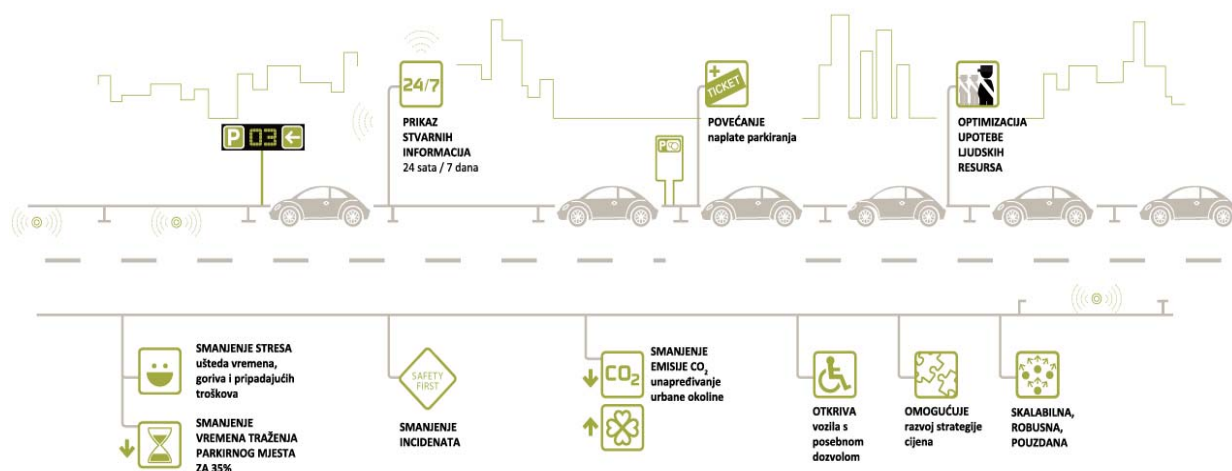 24/7
PRIKAZ
STVARNIH
INFORMACIJA
24 sata / 7 dana
P 03 ←
+
TICKET
POVEĆANJE
naplate parkiranja
P
OPTIMIZACIJA
UPOTEBE
LJUDSKIH
RESURSA
SMANJENJE STRESA
ušteda vremena,
goriva i pripadajućih
troškova
SMANJENJE
VREMENA TRAŽENJA
PARKIRNOG MJESTA
ZA 35%
SAFETY
FIRST
SMANJENJE
INCIDENATA
CO₂
SMANJENJE
EMISIJE CO₂
unapređivanje
urbane okoline
OTKRIVA
vozila s
posebnom
dozvolom
OMOGUĆUJE
razvoj strategije
cijena
SKALABILNA,
ROBUSNA,
POUZDANA